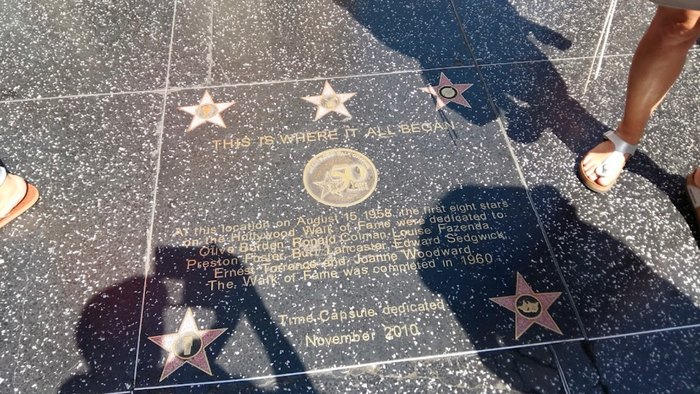 THIS IS WHERE IT ALL BEGAN
50
At this location on August 15, 1958, the first eight stars
on the Hollywood Walk of Fame were dedicated to:
Olive Borden, Ronald Colman, Louise Fazenda,
Preston Foster, Burt Lancaster, Edward Sedgwick,
Ernest Torrence and Joanne Woodward.
The Walk of Fame was completed in 1960
Time Capsule dedicated
November 2010